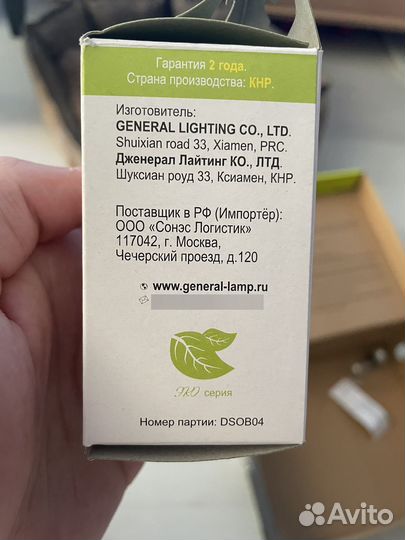 Гарантия 2 года.
Страна производства: КНР.
Изготовитель:
GENERAL LIGHTING CO., LTD.
Shuixian road 33, Xiamen, PRC.
Дженерал Лайтинг КО., ЛТД.
Шуксиан роуд 33, Ксиамен, КНР.
Поставщик в РФ (Импортёр):
ООО «Сонэс Логистик»
117042, г. Москва,
Чечерский проезд, д.120
www.general-lamp.ru
ЭКО серия
Номер партии: DSOB04
Avito